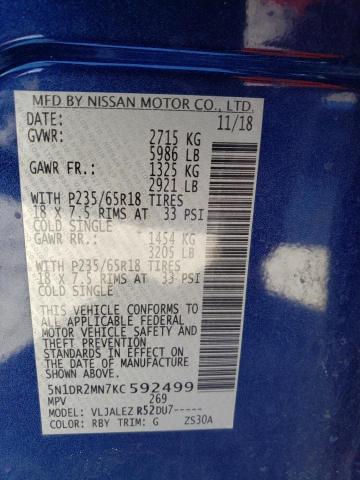 MFD BY NISSAN MOTOR CO., LTD.
DATE: 11/18
GVWR: 2715 KG
5986 LB
GAWR FR.: 1325 KG
2921 LB
WITH P235/65R18 TIRES
18 X 7.5 RIMS AT 33 PSI
COLD SINGLE
GAWR RR.: 1454 KG
3205 LB
WITH P235/65R18 TIRES
18 X 7.5 RIMS AT 33 PSI
COLD SINGLE
THIS VEHICLE CONFORMS TO
ALL APPLICABLE FEDERAL
MOTOR VEHICLE SAFETY AND
THEFT PREVENTION
STANDARDS IN EFFECT ON
THE DATE OF MANUFACTURE
SHOWN ABOVE.
5N1DR2MN7KC592499
MPV 269
MODEL: VLJALEZ R52DU7-----
COLOR: RBY TRIM: G ZS30A